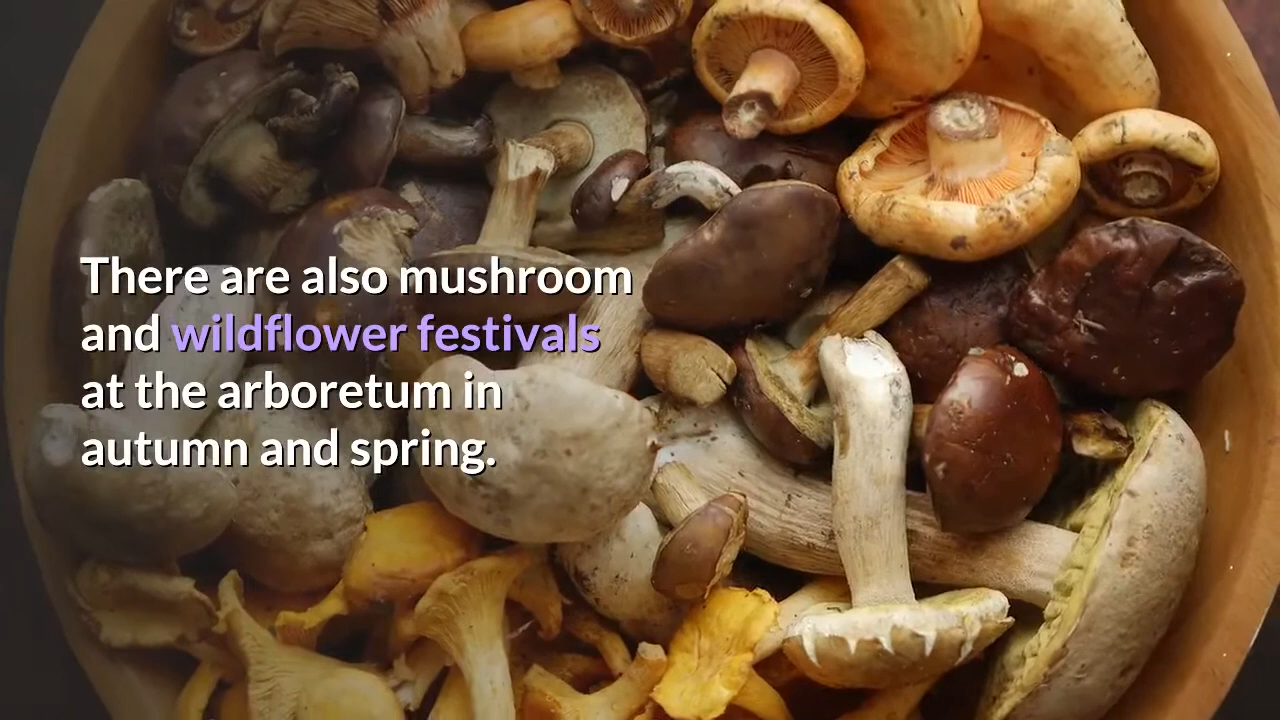 There are also mushroom
and wildflower festivals
at the arboretum in
autumn and spring.